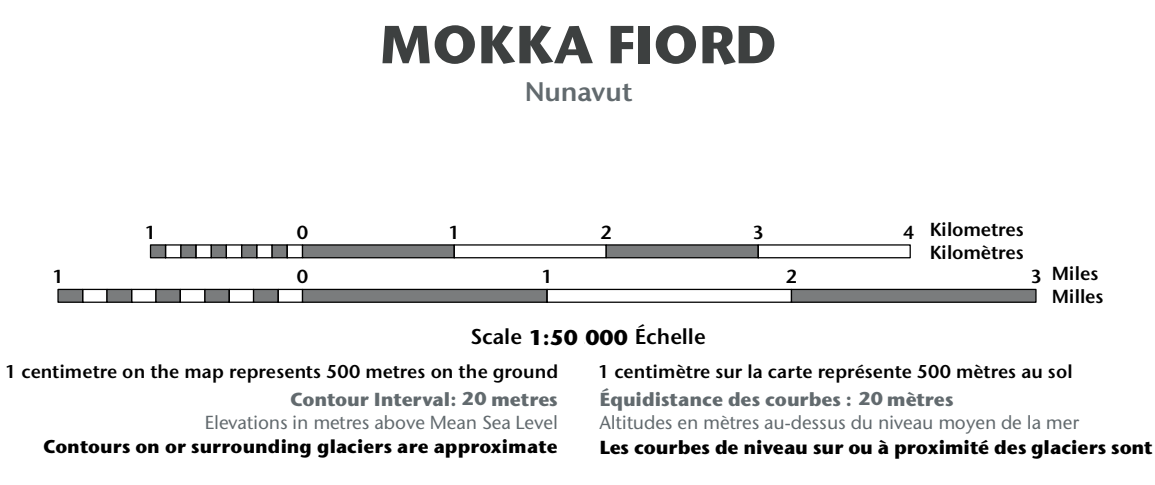 MOKKA FIORD
Nunavut
1 0 1 2 3 4 Kilometres
Kilomètres
1 0 1 2 3 Miles
Milles
Scale 1:50 000 Échelle
1 centimetre on the map represents 500 metres on the ground
Contour Interval: 20 metres
Elevations in metres above Mean Sea Level
Contours on or surrounding glaciers are approximate
1 centimètre sur la carte représente 500 mètres au sol
Équidistance des courbes : 20 mètres
Altitudes en mètres au-dessus du niveau moyen de la mer
Les courbes de niveau sur ou à proximité des glaciers sont